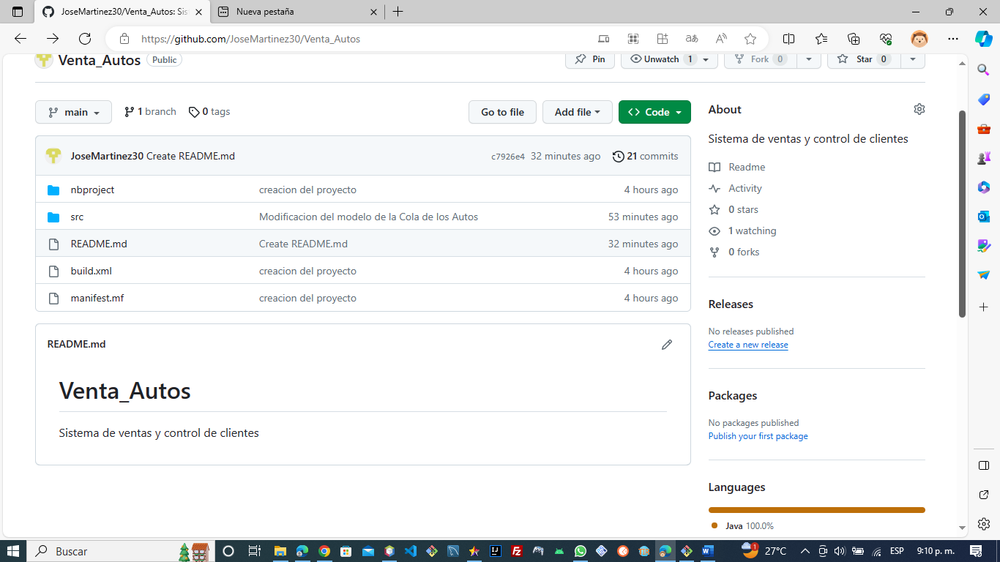 JoseMartinez30/Venta_Autos: Sis
Nueva pestaña
https://github.com/JoseMartinez30/Venta_Autos
Venta_Autos Public
Pin
Unwatch 1
Fork 0
Star 0
main
1 branch
0 tags
Go to file
Add file
Code
JoseMartinez30 Create README.md
c7926e4 32 minutes ago
21 commits
nbproject creacion del proyecto 4 hours ago
src Modificacion del modelo de la Cola de los Autos 53 minutes ago
README.md Create README.md 32 minutes ago
build.xml creacion del proyecto 4 hours ago
manifest.mf creacion del proyecto 4 hours ago
README.md
Venta_Autos
Sistema de ventas y control de clientes
About
Sistema de ventas y control de clientes
Readme
Activity
0 stars
1 watching
0 forks
Releases
No releases published
Create a new release
Packages
No packages published
Publish your first package
Languages
Java 100.0%
Buscar
1
27°C
ESP
9:10 p. m.